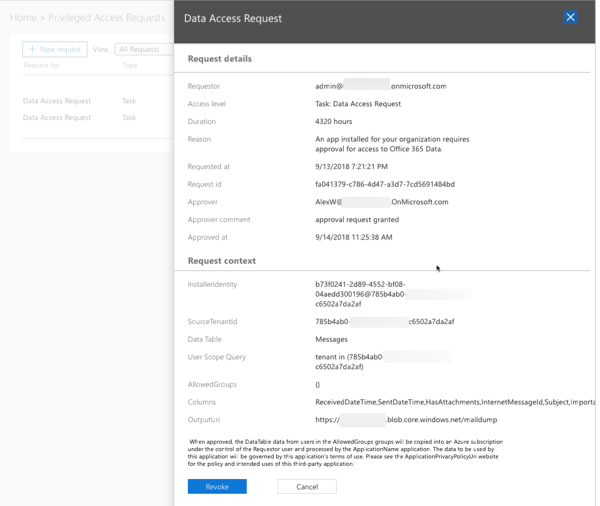 Home > Privileged Access Requests
+ New request View All Requests
Request for Type
Data Access Request Task
Data Access Request Task
Data Access Request
Request details
Requestor admin@ .onmicrosoft.com
Access level Task: Data Access Request
Duration 4320 hours
Reason An app installed for your organization requires
approval for access to Office 365 Data.
Requested at 9/13/2018 7:21:21 PM
Request id fa041379-c786-4d47-a3d7-7cd5691484bd
Approver AlexW@ .OnMicrosoft.com
Approver comment approval request granted
Approved at 9/14/2018 11:25:38 AM
Request context
InstallerIdentity b73f0241-2d89-4552-bf08-
04aedd300196@785b4ab0-
c6502a7da2af
SourceTenantId 785b4ab0- c6502a7da2af
Data Table Messages
User Scope Query tenant in (785b4ab0-
c6502a7da2af)
AllowedGroups ()
Columns ReceivedDateTime,SentDateTime,HasAttachments,InternetMessageId,Subject,Importa
OutputUri https:// .blob.core.windows.net/maildump
When approved, the DataTable data from users in the AllowedGroups groups will be copied into an Azure subscription
under the control of the Requestor user and processed by the ApplicationName application. The data to be used by
this application will be governed by this application's terms of use. Please see the ApplicationPrivacyPolicyUri website
for the policy and intended uses of this third-party application.
Revoke Cancel